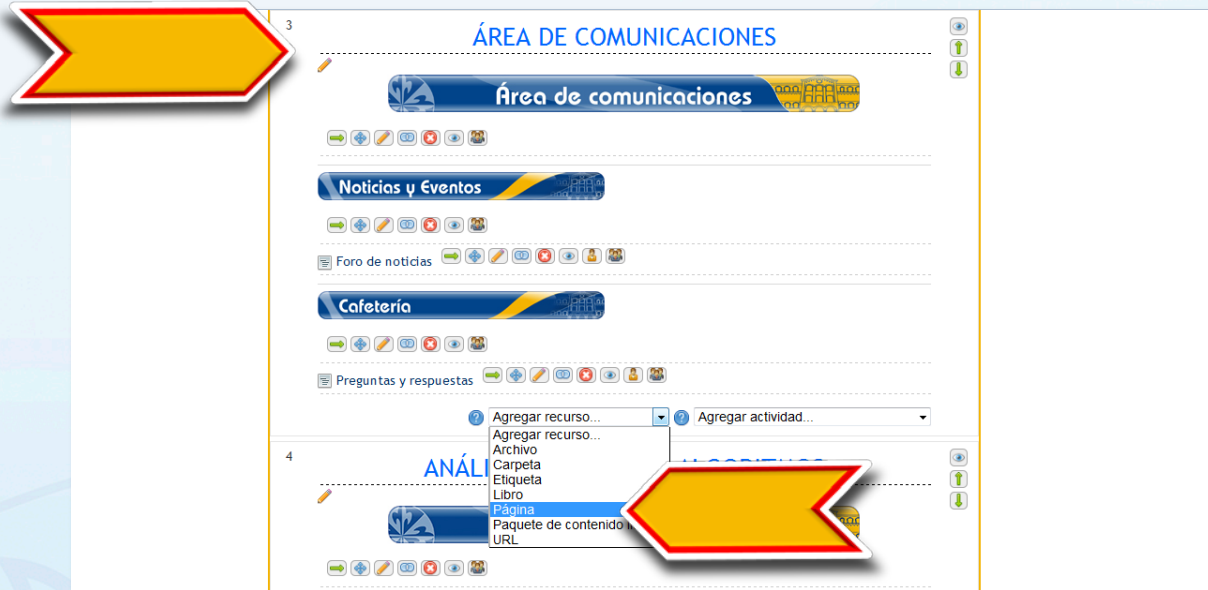 3
ÁREA DE COMUNICACIONES
Área de comunicaciones
Noticias y Eventos
Foro de noticias
Cafetería
Preguntas y respuestas
Agregar recurso... Agregar actividad...
Agregar recurso...
Archivo
Carpeta
Etiqueta
Libro
Página
Paquete de contenido
URL
4